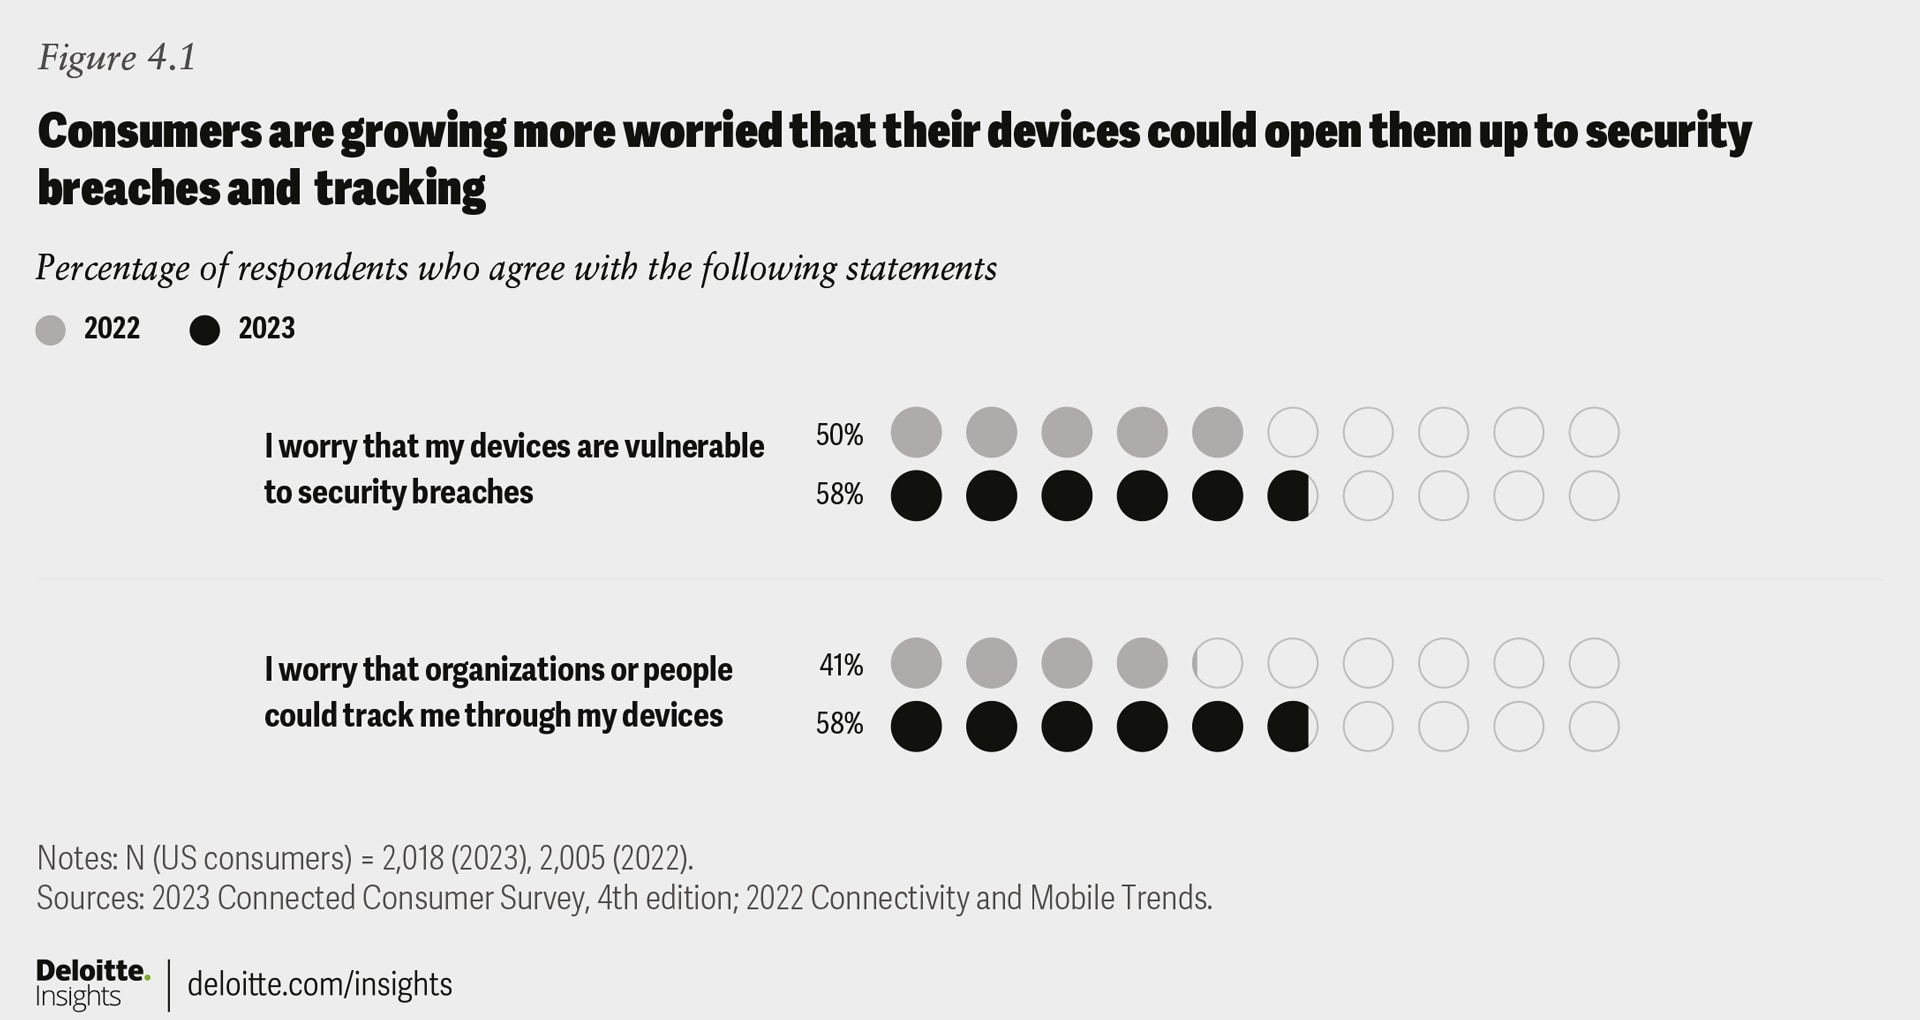 Figure 4.1
Consumers are growing more worried that their devices could open them up to security
breaches and tracking
Percentage of respondents who agree with the following statements
2022 2023
I worry that my devices are vulnerable
to security breaches
50%
58%
I worry that organizations or people
could track me through my devices
41%
58%
Notes: N (US consumers) = 2,018 (2023), 2,005 (2022).
Sources: 2023 Connected Consumer Survey, 4th edition; 2022 Connectivity and Mobile Trends.
Deloitte.
Insights
deloitte.com/insights